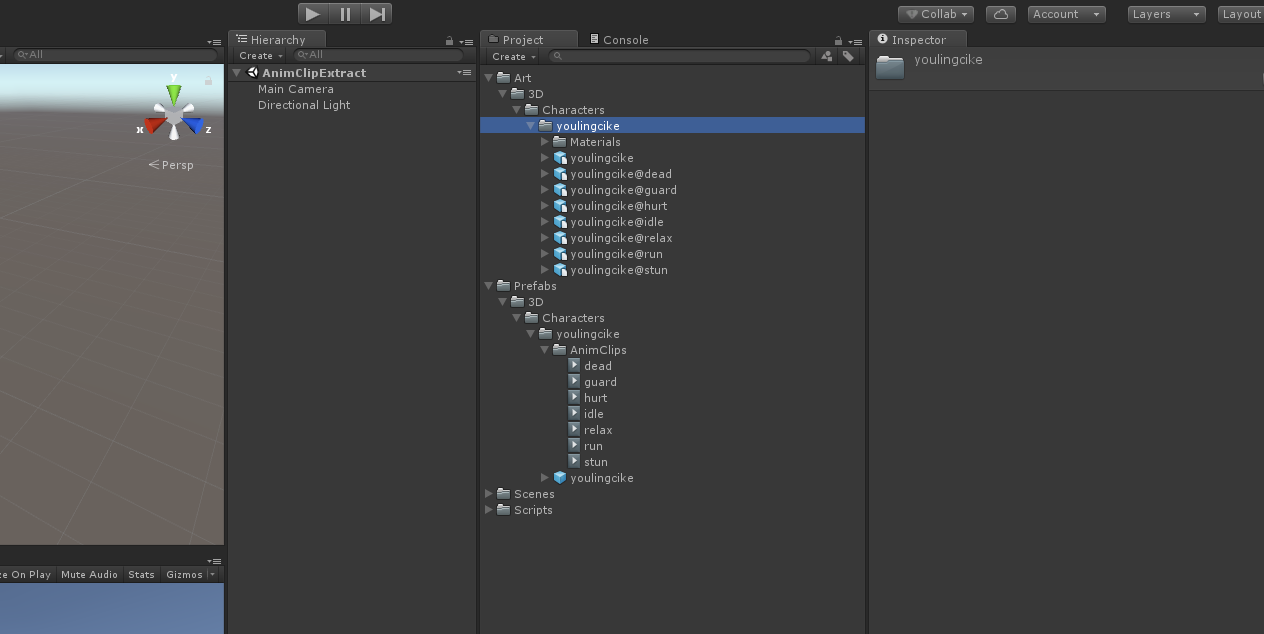 Collab
Account
Layers
Layout
All
y
x
z
Persp
ze On Play
Mute Audio
Stats
Gizmos
Hierarchy
Create
All
AnimClipExtract
Main Camera
Directional Light
Project
Console
Create
Art
3D
Characters
youlingcike
Materials
youlingcike
youlingcike@dead
youlingcike@guard
youlingcike@hurt
youlingcike@idle
youlingcike@relax
youlingcike@run
youlingcike@stun
Prefabs
3D
Characters
youlingcike
AnimClips
dead
guard
hurt
idle
relax
run
stun
youlingcike
Scenes
Scripts
Inspector
youlingcike